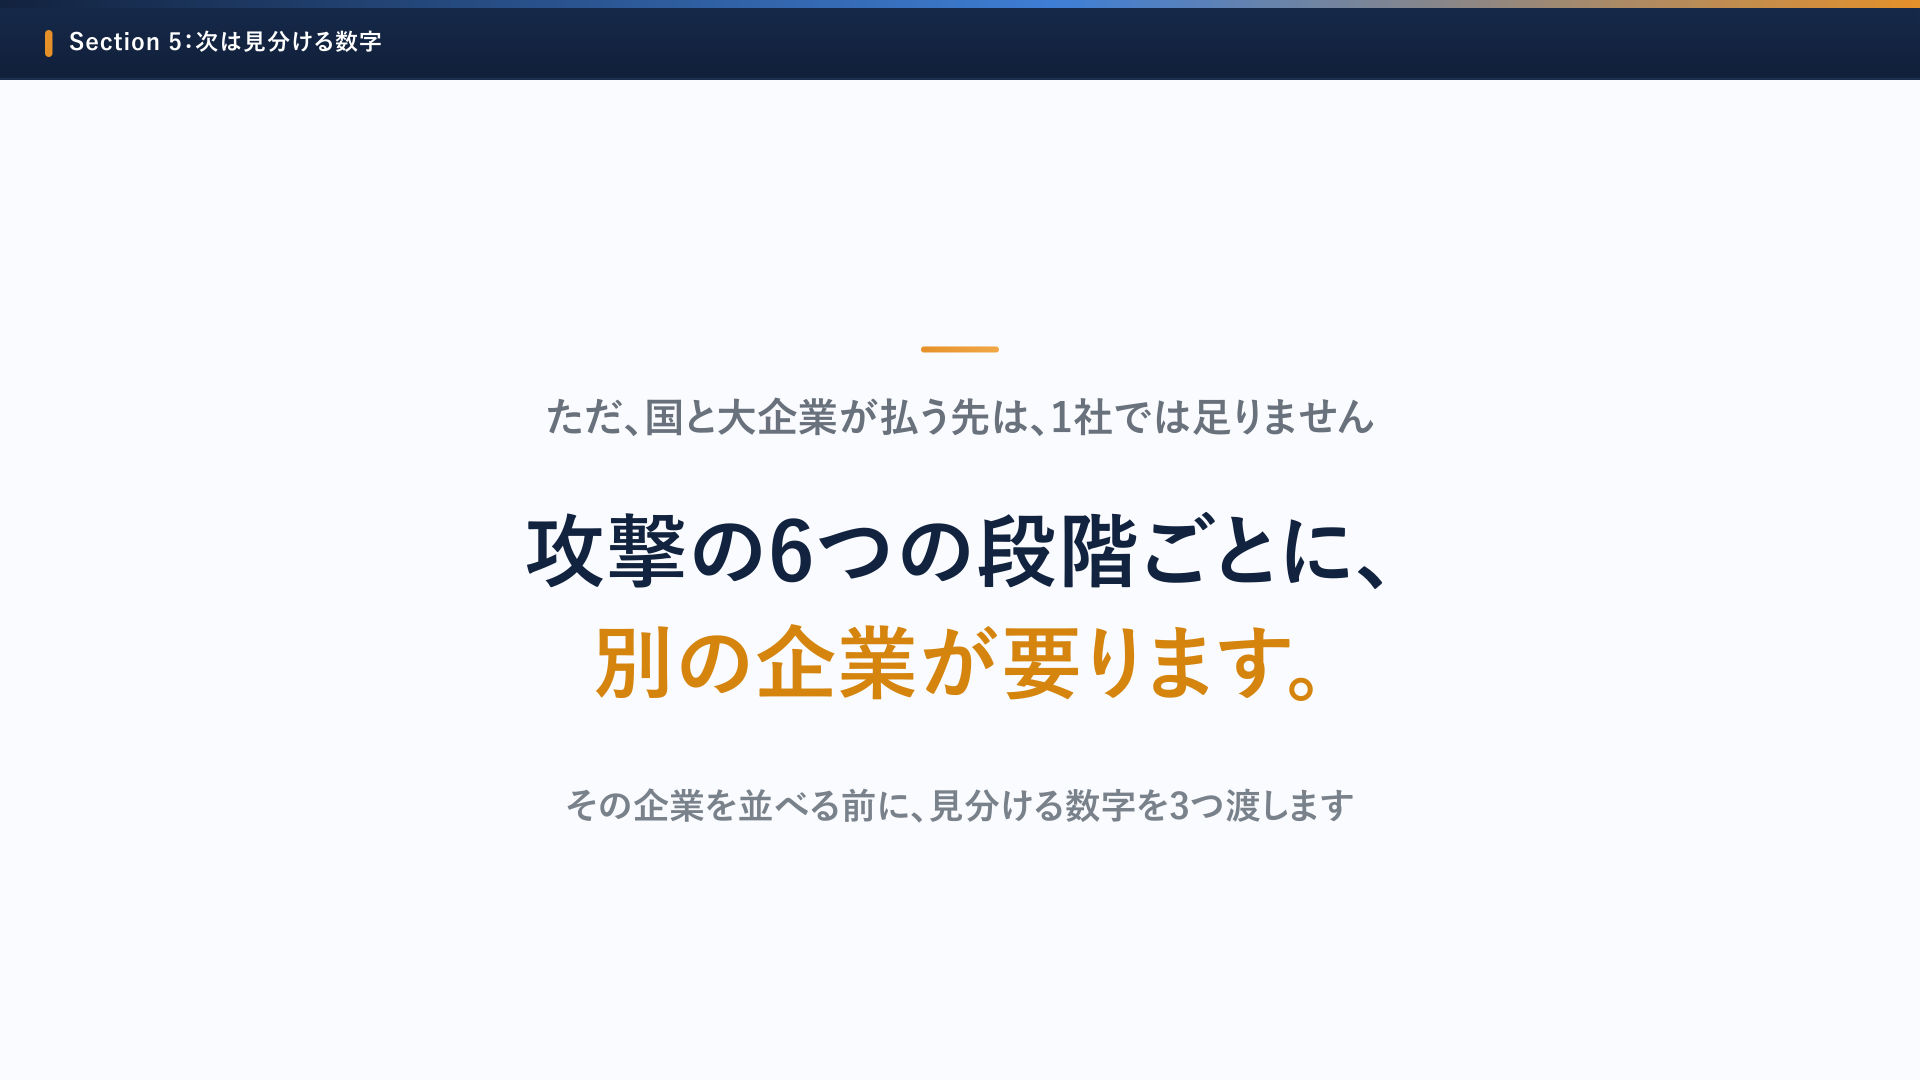 Section 5：次は見分ける数字
ただ、国と大企業が払う先は、1社では足りません
攻撃の6つの段階ごとに、
別の企業が要ります。
その企業を並べる前に、見分ける数字を3つ渡します